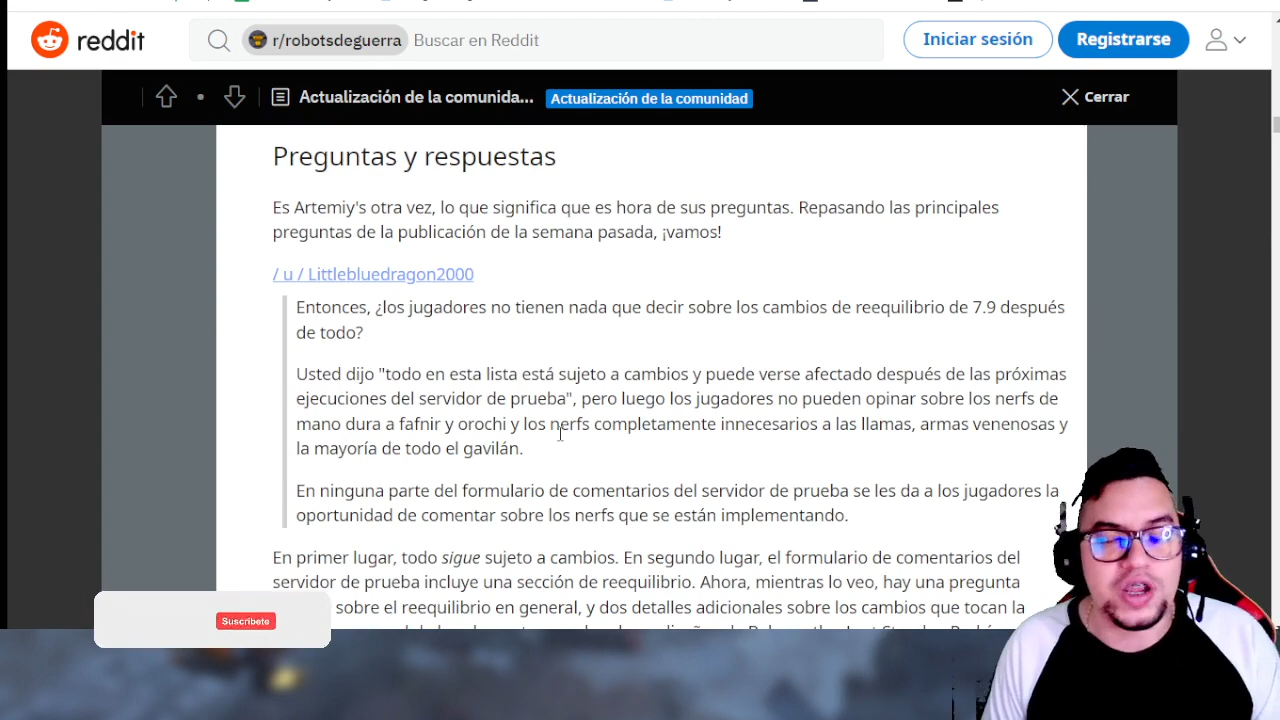 reddit
r/robotsdeguerra
Buscar en Reddit
Iniciar sesión
Registrarse
Actualización de la comunida...
Actualización de la comunidad
Cerrar
Preguntas y respuestas
Es Artemiy's otra vez, lo que significa que es hora de sus preguntas. Repasando las principales
preguntas de la publicación de la semana pasada, ¡vamos!
/ u / Littlebluedragon2000
Entonces, ¿los jugadores no tienen nada que decir sobre los cambios de reequilibrio de 7.9 después
de todo?
Usted dijo "todo en esta lista está sujeto a cambios y puede verse afectado después de las próximas
ejecuciones del servidor de prueba", pero luego los jugadores no pueden opinar sobre los nerfs de
mano dura a fafnir y orochi y los nerfs completamente innecesarios a las llamas, armas venenosas y
la mayoría de todo el gavilán.
En ninguna parte del formulario de comentarios del servidor de prueba se les da a los jugadores la
oportunidad de comentar sobre los nerfs que se están implementando.
En primer lugar, todo sigue sujeto a cambios. En segundo lugar, el formulario de comentarios del
servidor de prueba incluye una sección de reequilibrio. Ahora, mientras lo veo, hay una pregunta
sobre el reequilibrio en general, y dos detalles adicionales sobre los cambios que tocan la
Suscríbete